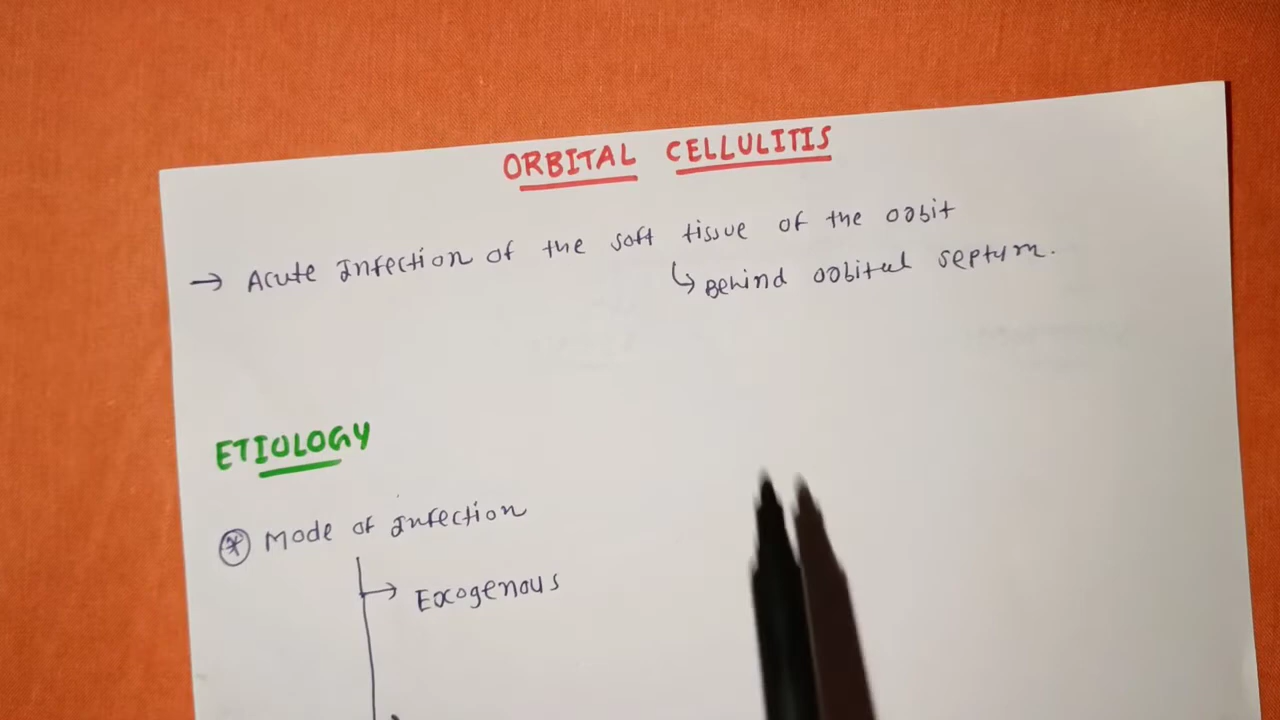 ORBITAL CELLULITIS
→ Acute Infection of the soft tissue of the orbit
↳ Behind orbital septum.
ETIOLOGY
* Mode of Infection
→ Exogenous